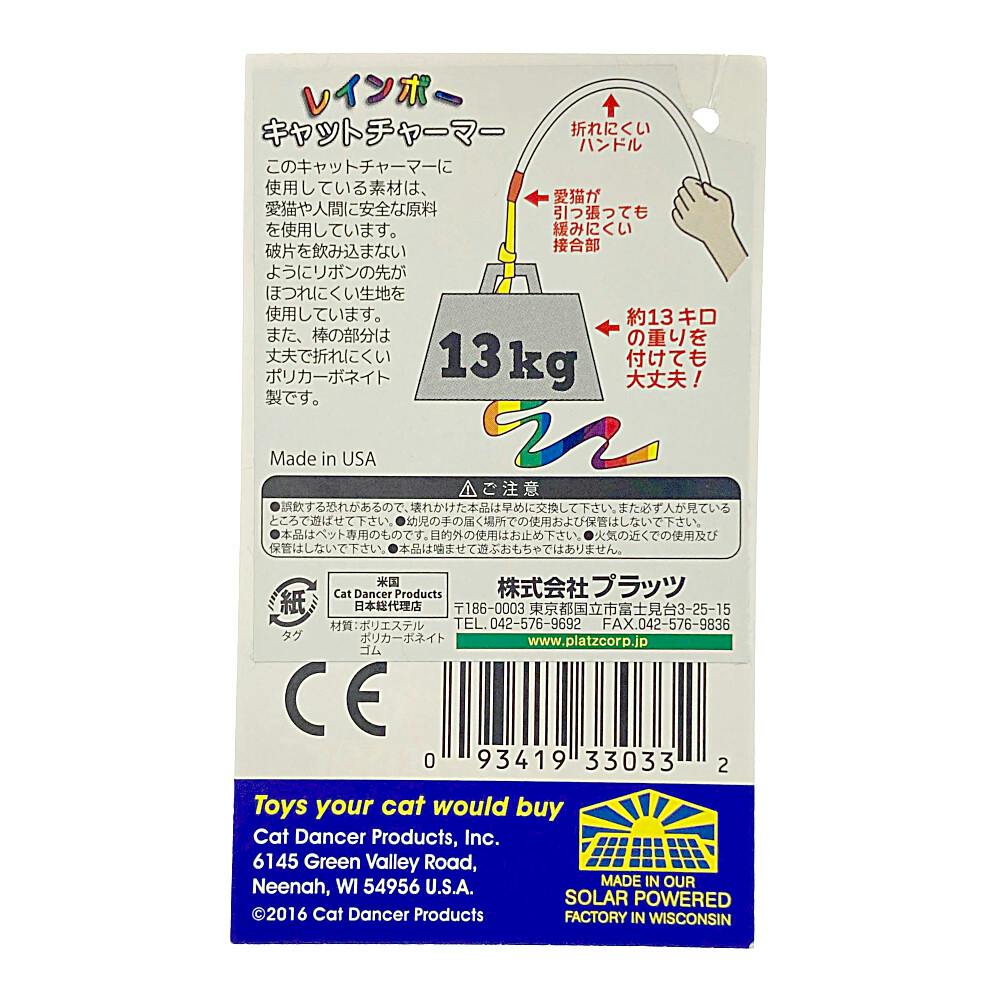 レインボー
キャットチャーマー
このキャットチャーマーに
使用している素材は、
愛猫や人間に安全な原料
を使用しています。
破片を飲み込まない
ようにリボンの先が
ほつれにくい生地を
使用しています。
また、棒の部分は
丈夫で折れにくい
ポリカーボネイト
製です。
折れにくい
ハンドル
愛猫が
引っ張っても
緩みにくい
接合部
13kg
約13キロ
の重りを
付けても
大丈夫！
Made in USA
ご注意
●誤飲する恐れがあるので、壊れかけた本品は早めに交換して下さい。また必ず人が見ている
ところで遊ばせて下さい。●幼児の手の届く場所での使用および保管はしないで下さい。
●本品はペット専用のものです。目的外の使用はお止め下さい。●火気の近くでの使用及び
保管はしないで下さい。●本品は噛ませて遊ぶおもちゃではありません。
紙
タグ
米国
Cat Dancer Products
日本総代理店
材質：ポリエステル
ポリカーボネイト
ゴム
株式会社プラッツ
〒186-0003 東京都国立市富士見台3-25-15
TEL. 042-576-9692 FAX.042-576-9836
www.platzcorp.jp
CE
0 93419 33033 2
Toys your cat would buy
Cat Dancer Products, Inc.
6145 Green Valley Road,
Neenah, WI 54956 U.S.A.
©2016 Cat Dancer Products
MADE IN OUR
SOLAR POWERED
FACTORY IN WISCONSIN